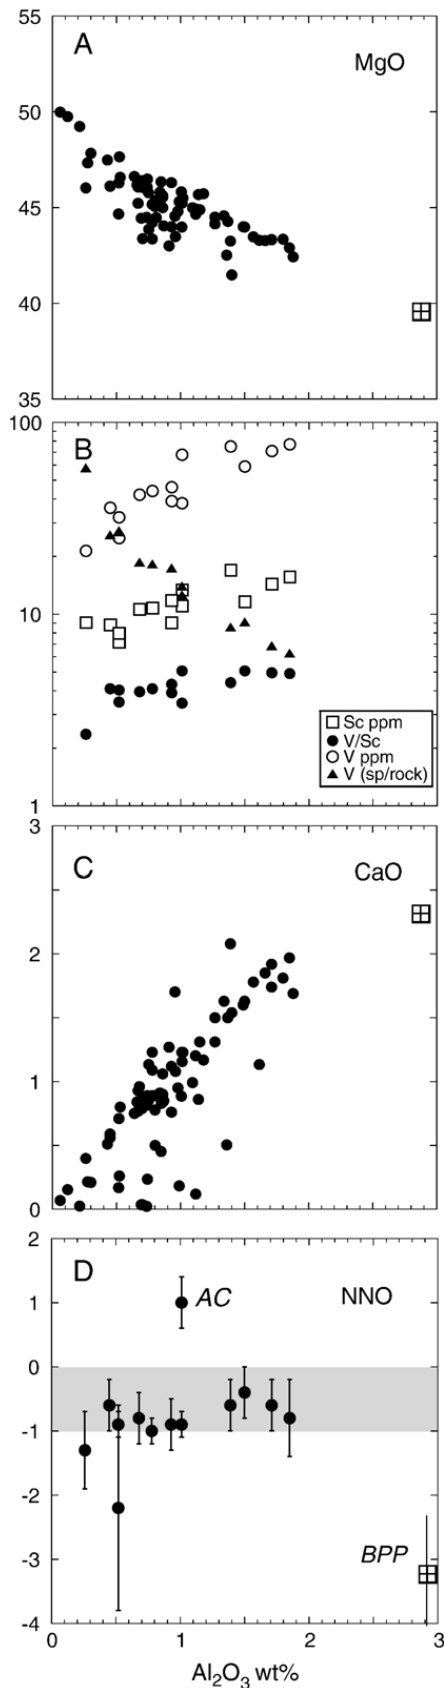 55
A
MgO
50
45
40
35
100
B
10
Sc ppm
V/Sc
V ppm
V (sp/rock)
1
3
C
CaO
2
1
0
2
D
NNO
1
AC
0
-1
-2
-3
BPP
-4
0 1 2 3
Al₂O₃ wt%